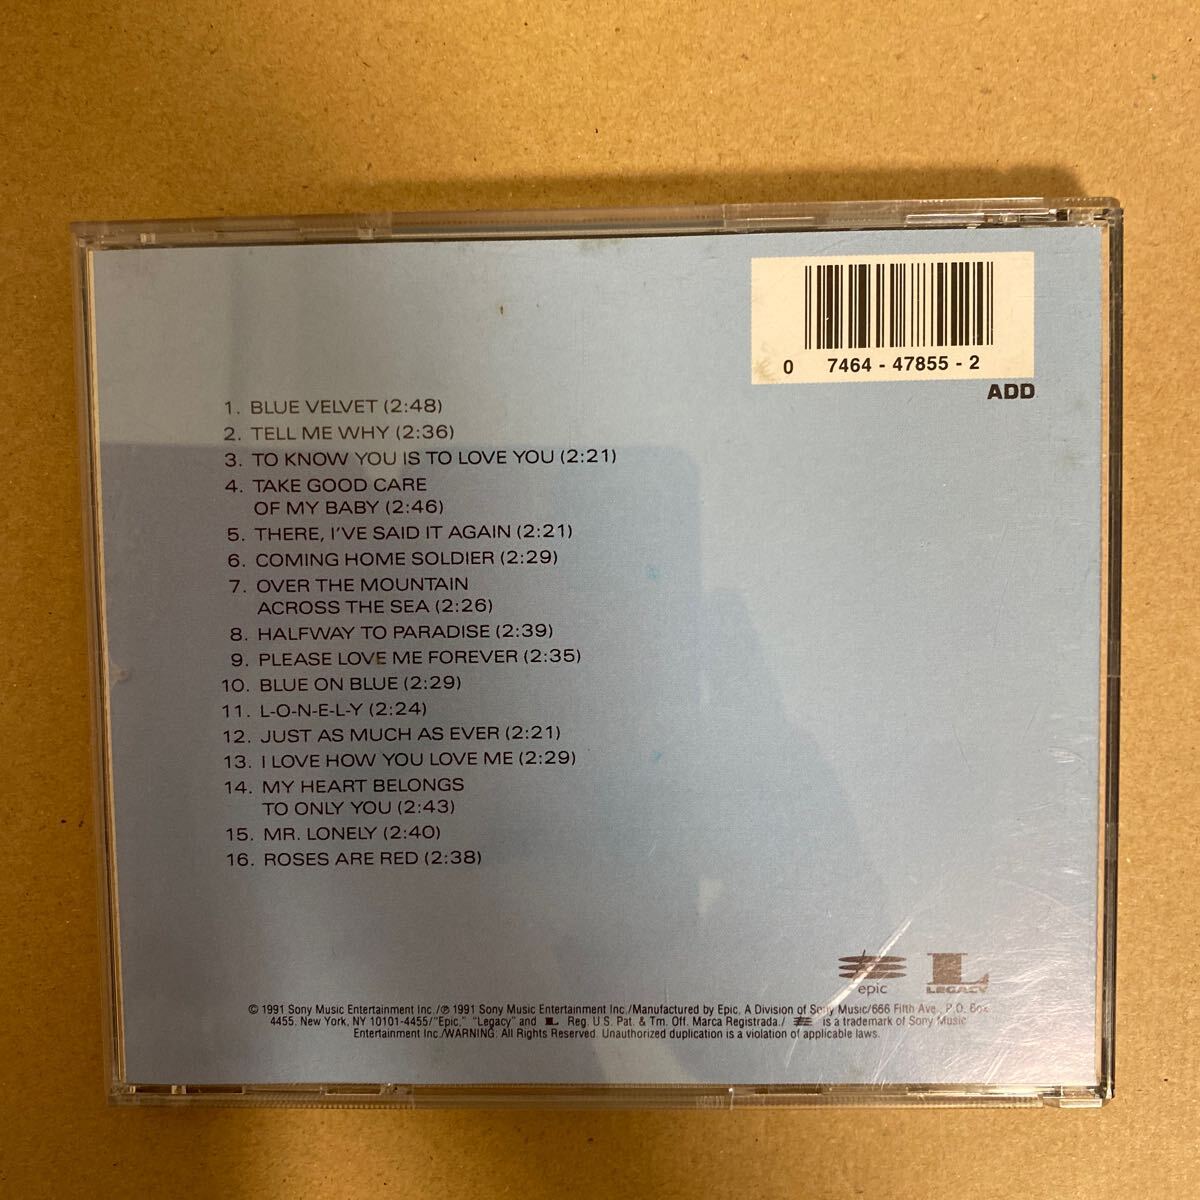 0 7464 - 47855 - 2
ADD
1. BLUE VELVET (2:48)
2. TELL ME WHY (2:36)
3. TO KNOW YOU IS TO LOVE YOU (2:21)
4. TAKE GOOD CARE
OF MY BABY (2:46)
5. THERE, I'VE SAID IT AGAIN (2:21)
6. COMING HOME SOLDIER (2:29)
7. OVER THE MOUNTAIN
ACROSS THE SEA (2:26)
8. HALFWAY TO PARADISE (2:39)
9. PLEASE LOVE ME FOREVER (2:35)
10. BLUE ON BLUE (2:29)
11. L-O-N-E-L-Y (2:24)
12. JUST AS MUCH AS EVER (2:21)
13. I LOVE HOW YOU LOVE ME (2:29)
14. MY HEART BELONGS
TO ONLY YOU (2:43)
15. MR. LONELY (2:40)
16. ROSES ARE RED (2:38)
epic
L
LEGACY
© 1991 Sony Music Entertainment Inc./℗ 1991 Sony Music Entertainment Inc./Manufactured by Epic, A Division of Sony Music/666 Fifth Ave., P.O. Box
4455, New York, NY 10101-4455/"Epic," "Legacy" and L Reg. U.S. Pat. & Tm. Off. Marca Registrada./ is a trademark of Sony Music
Entertainment Inc./WARNING: All Rights Reserved. Unauthorized duplication is a violation of applicable laws.